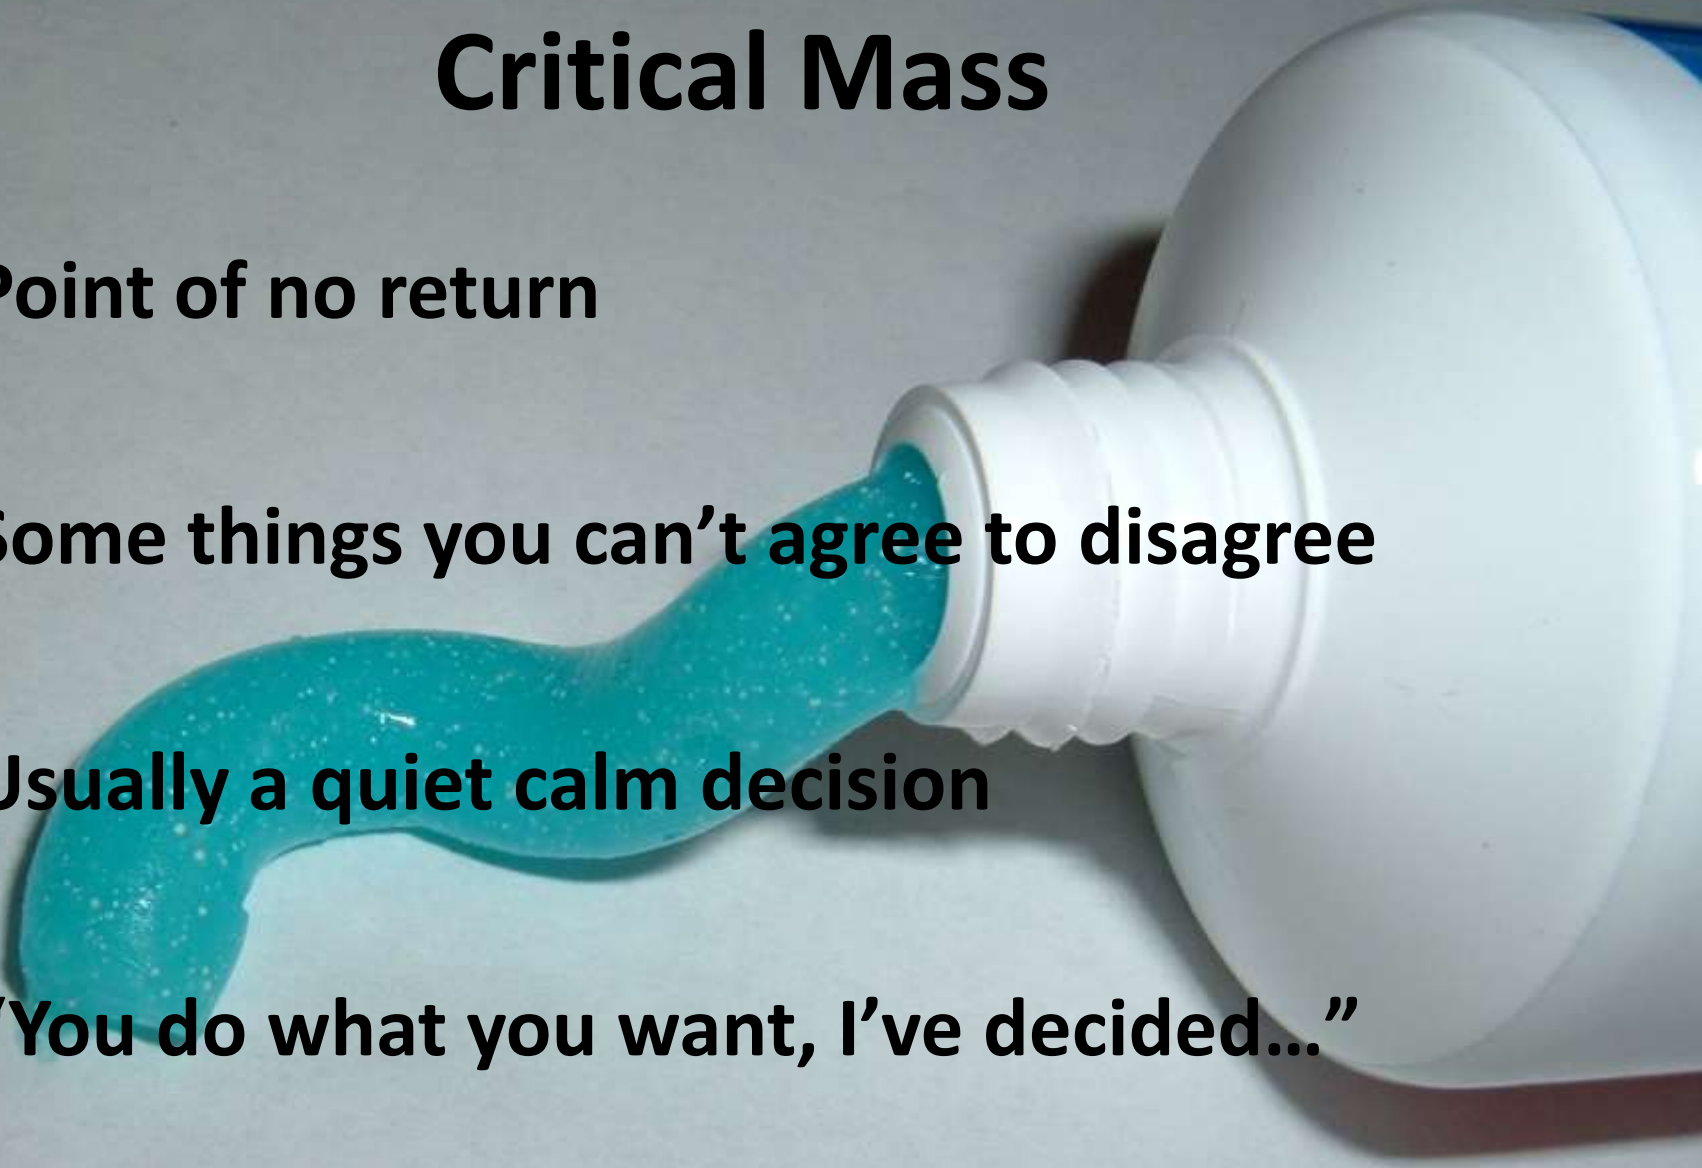 Critical Mass
Point of no return
Some things you can’t agree to disagree
Usually a quiet calm decision
“You do what you want, I’ve decided…”